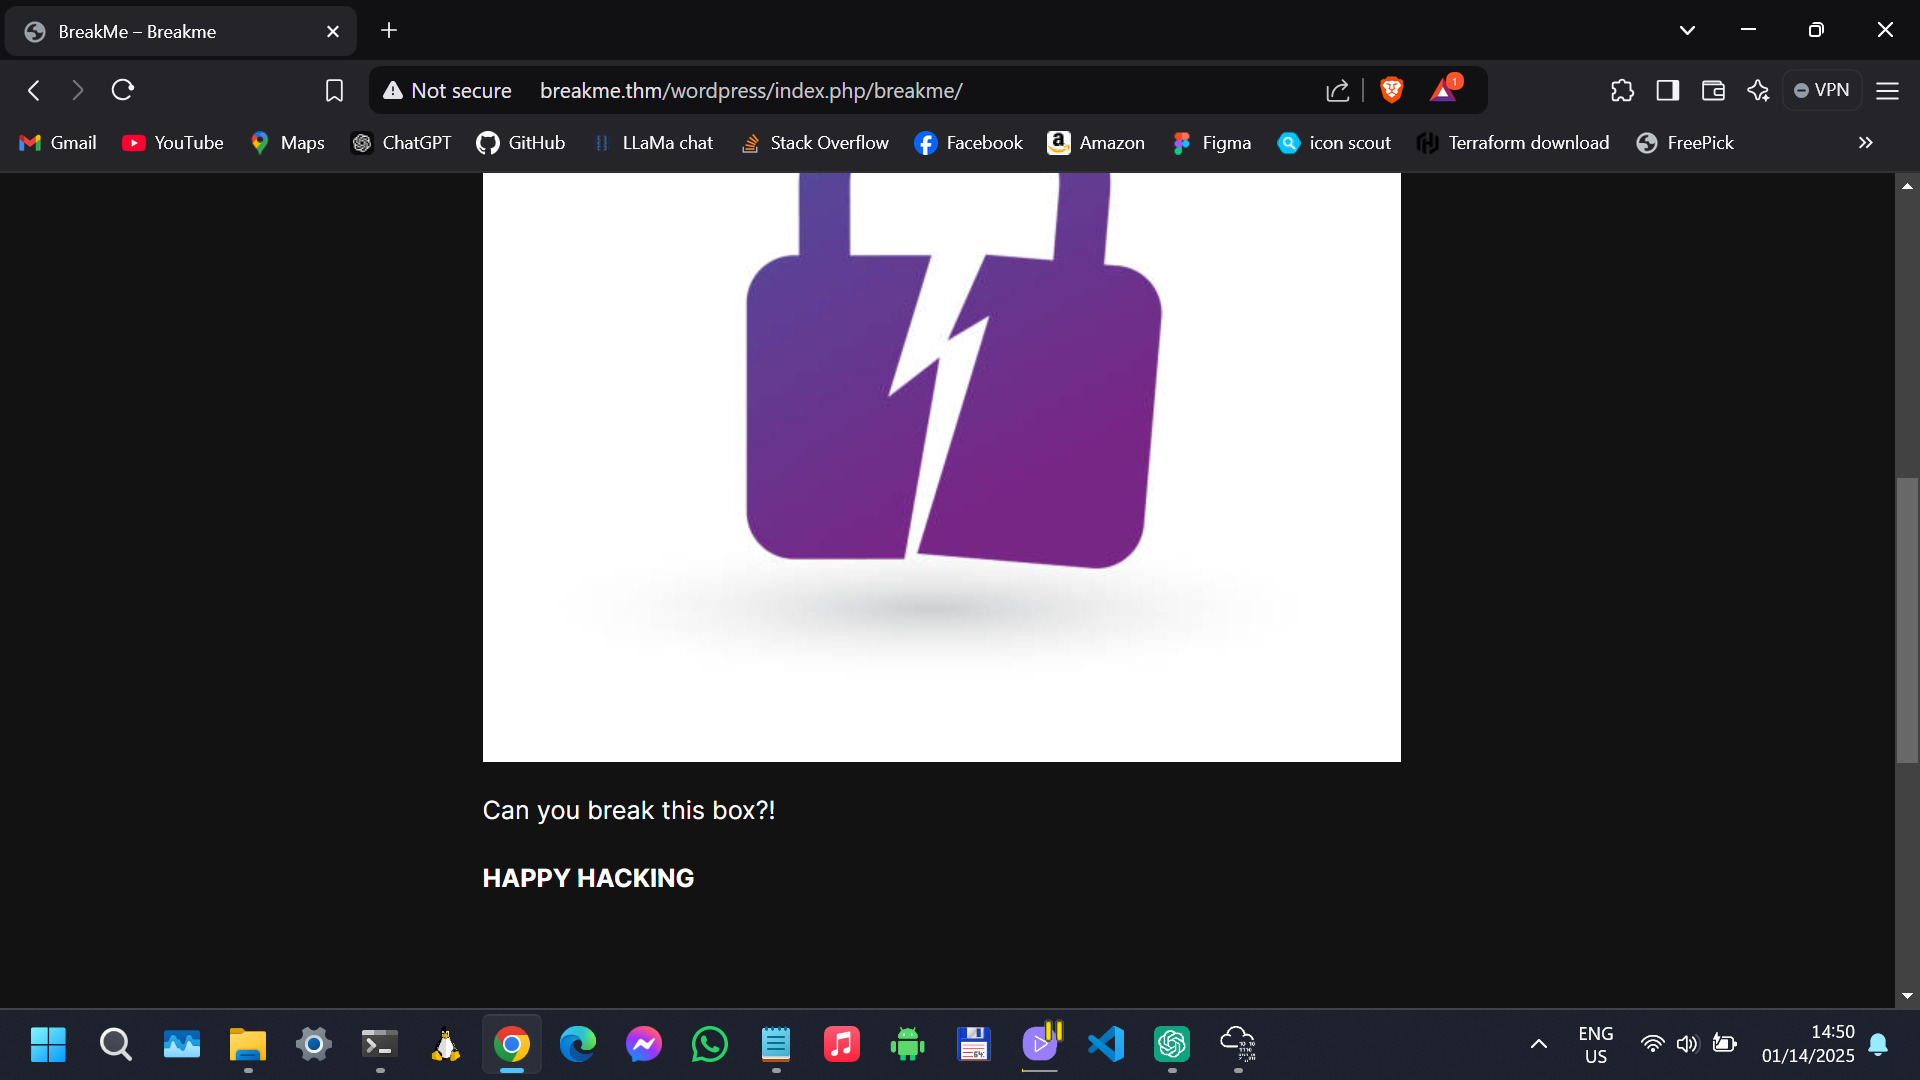 BreakMe – Breakme
Not secure breakme.thm/wordpress/index.php/breakme/ 1 VPN
Gmail YouTube Maps ChatGPT GitHub LLaMa chat Stack Overflow Facebook Amazon Figma icon scout Terraform download FreePick
Can you break this box?!
HAPPY HACKING
ENG 14:50
US 01/14/2025